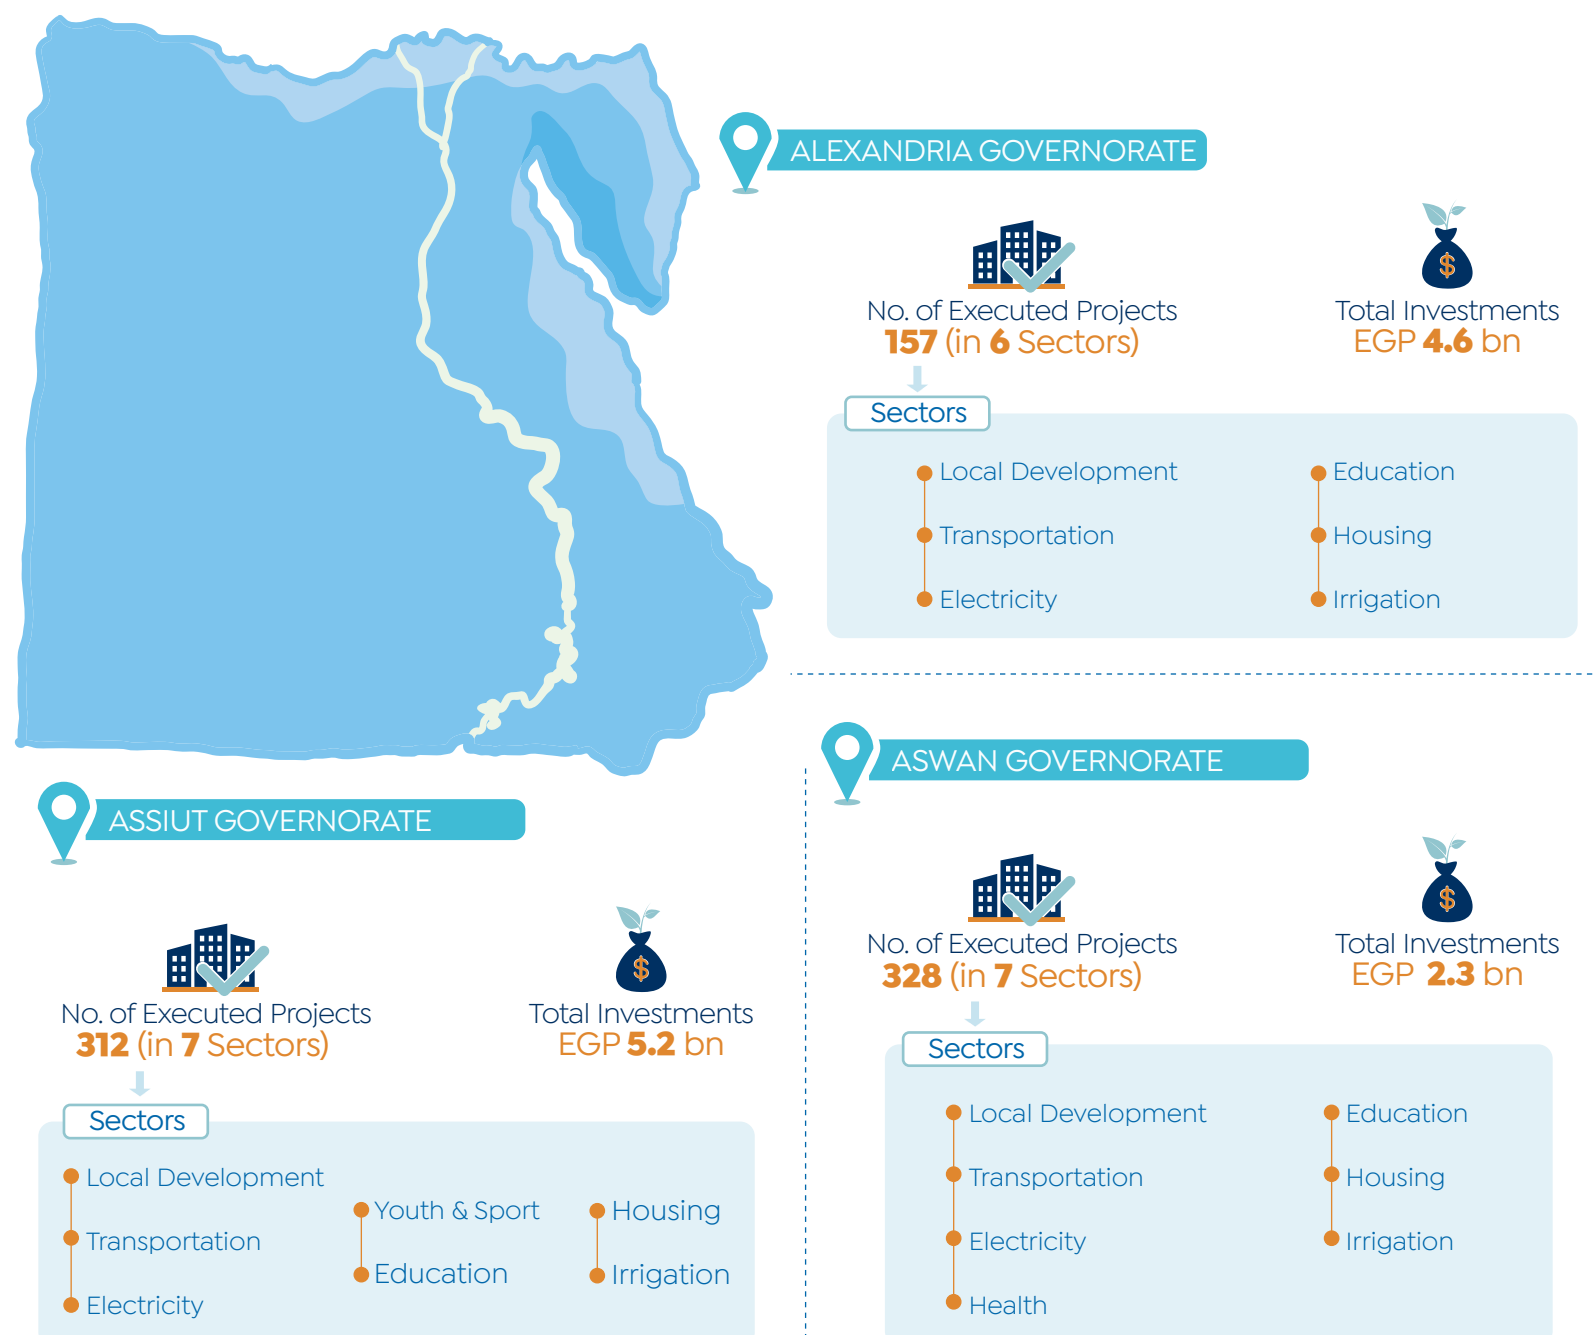 ALEXANDRIA GOVERNORATE
No. of Executed Projects
157 (in 6 Sectors)
Total Investments
EGP 4.6 bn
Sectors
Local Development
Transportation
Electricity
Education
Housing
Irrigation
ASSIUT GOVERNORATE
No. of Executed Projects
312 (in 7 Sectors)
Total Investments
EGP 5.2 bn
Sectors
Local Development
Transportation
Electricity
Youth & Sport
Education
Housing
Irrigation
ASWAN GOVERNORATE
No. of Executed Projects
328 (in 7 Sectors)
Total Investments
EGP 2.3 bn
Sectors
Local Development
Transportation
Electricity
Health
Education
Housing
Irrigation